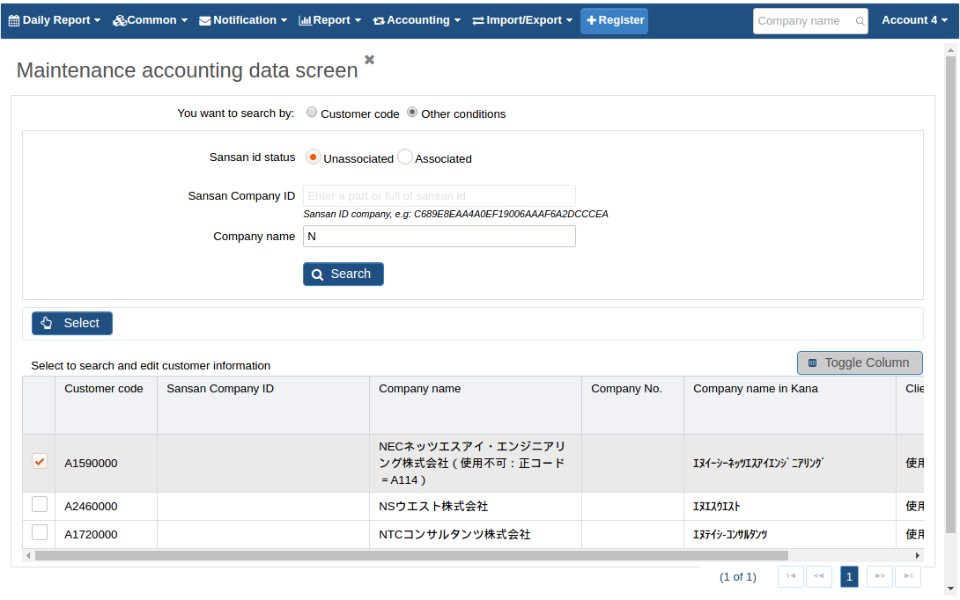 Daily Report Common Notification Report Accounting Import/Export Register Company name Account 4
Maintenance accounting data screen
You want to search by: Customer code Other conditions
Sansan id status Unassociated Associated
Sansan Company ID Enter a part or full of sansan id
Sansan ID company, e.g: C689E8EAA4A0EF19006AAAF6A2DCCCEA
Company name N
Search
Select
Select to search and edit customer information Toggle Column
Customer code Sansan Company ID Company name Company No. Company name in Kana Clie
NECネッツエスアイ・エンジニアリ
A1590000 ング株式会社（使用不可：正コード ｴﾇｲｰｼｰﾈｯﾂｴｽｱｲｴﾝｼﾞﾆｱﾘﾝｸﾞ 使用
=A114）
A2460000 NSウエスト株式会社 ｴﾇｴｽｳｴｽﾄ 使用
A1720000 NTCコンサルタンツ株式会社 ｴﾇﾃｲｼ-ｺﾝｻﾙﾀﾝﾂ 使用
(1 of 1) 1